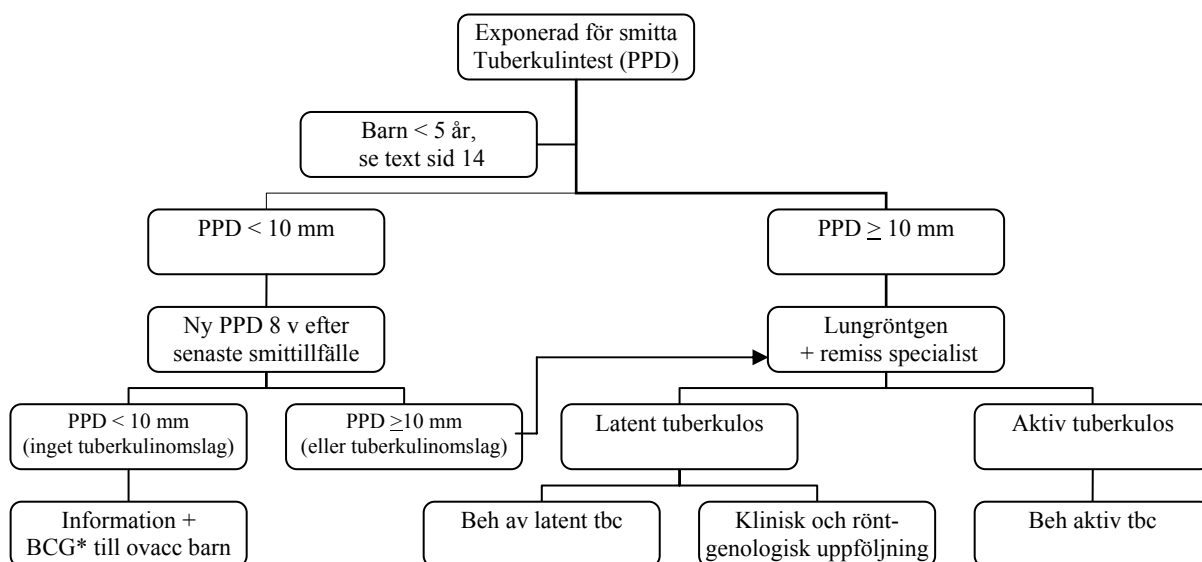 Exponerad för smitta
Tuberkulintest (PPD)
Barn < 5 år,
se text sid 14
PPD < 10 mm
PPD ≥ 10 mm
Ny PPD 8 v efter
senaste smittillfälle
Lungröntgen
+ remiss specialist
PPD < 10 mm
(inget tuberkulinomslag)
PPD ≥10 mm
(eller tuberkulinomslag)
Latent tuberkulos
Aktiv tuberkulos
Information +
BCG* till ovacc barn
Beh av latent tbc
Klinisk och rönt-
genologisk uppföljning
Beh aktiv tbc